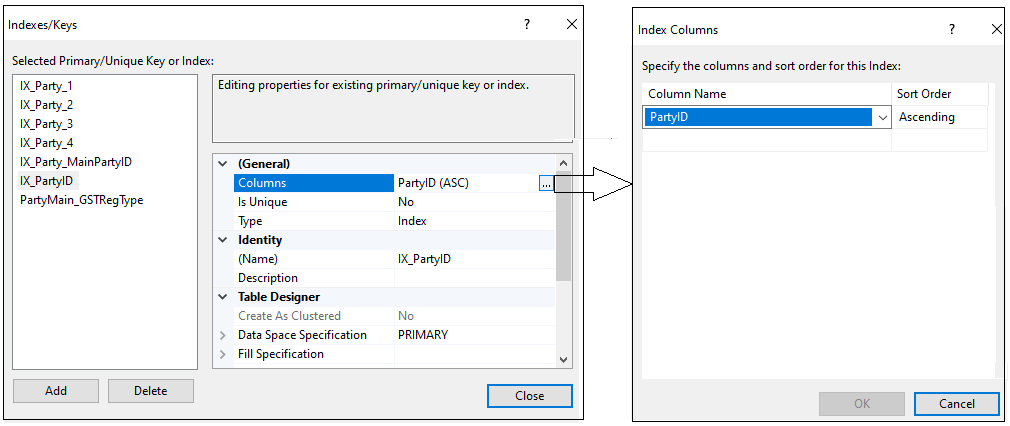 Indexes/Keys
?
Selected Primary/Unique Key or Index:
IX_Party_1
IX_Party_2
IX_Party_3
IX_Party_4
IX_Party_MainPartyID
IX_PartyID
PartyMain_GSTRegType
Editing properties for existing primary/unique key or index.
(General)
Columns PartyID (ASC) ...
Is Unique No
Type Index
Identity
(Name) IX_PartyID
Description
Table Designer
Create As Clustered No
Data Space Specification PRIMARY
Fill Specification
Add Delete
Close
Index Columns
?
Specify the columns and sort order for this Index:
Column Name Sort Order
PartyID Ascending
OK Cancel